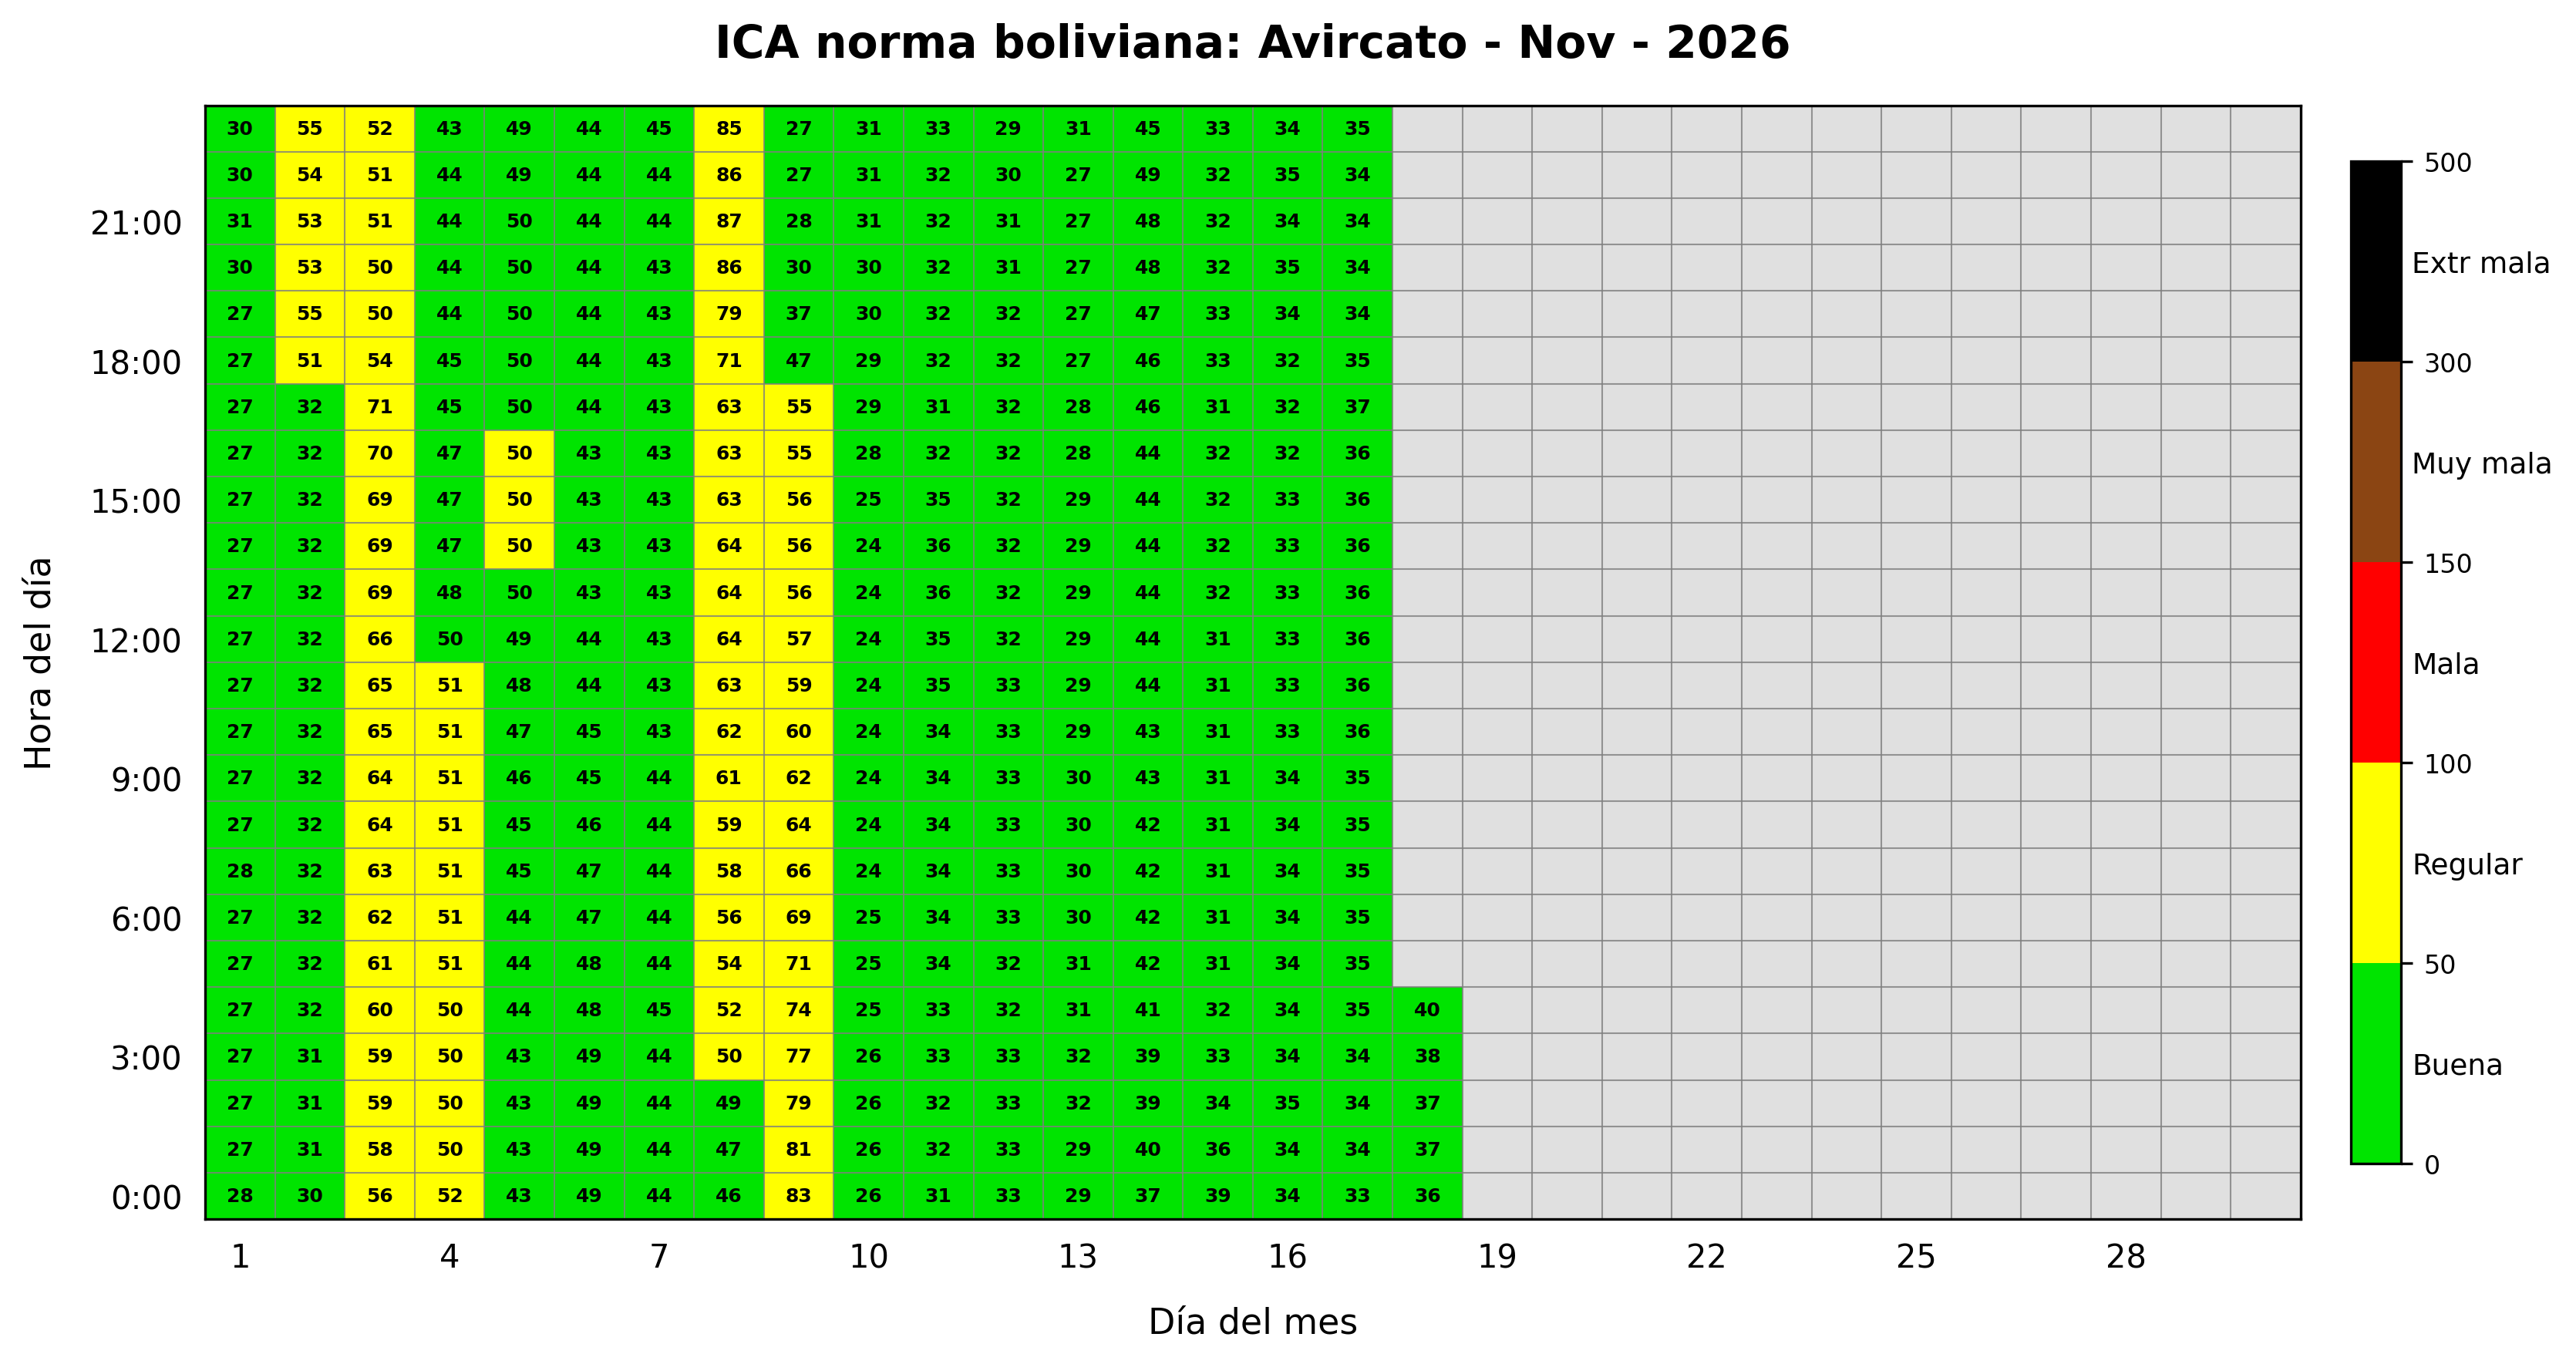 ICA norma boliviana: Avircato - Nov - 2026
30 55 52 43 49 44 45 85 27 31 33 29 31 45 33 34 35
30 54 51 44 49 44 44 86 27 31 32 30 27 49 32 35 34
21:00 31 53 51 44 50 44 44 87 28 31 32 31 27 48 32 34 34
30 53 50 44 50 44 43 86 30 30 32 31 27 48 32 35 34
27 55 50 44 50 44 43 79 37 30 32 32 27 47 33 34 34
18:00 27 51 54 45 50 44 43 71 47 29 32 32 27 46 33 32 35
27 32 71 45 50 44 43 63 55 29 31 32 28 46 31 32 37
27 32 70 47 50 43 43 63 55 28 32 32 28 44 32 32 36
15:00 27 32 69 47 50 43 43 63 56 25 35 32 29 44 32 33 36
27 32 69 47 50 43 43 64 56 24 36 32 29 44 32 33 36
27 32 69 48 50 43 43 64 56 24 36 32 29 44 32 33 36
12:00 27 32 66 50 49 44 43 64 57 24 35 32 29 44 31 33 36
27 32 65 51 48 44 43 63 59 24 35 33 29 44 31 33 36
27 32 65 51 47 45 43 62 60 24 34 33 29 43 31 33 36
9:00 27 32 64 51 46 45 44 61 62 24 34 33 30 43 31 34 35
27 32 64 51 45 46 44 59 64 24 34 33 30 42 31 34 35
28 32 63 51 45 47 44 58 66 24 34 33 30 42 31 34 35
6:00 27 32 62 51 44 47 44 56 69 25 34 33 30 42 31 34 35
27 32 61 51 44 48 44 54 71 25 34 32 31 42 31 34 35
27 32 60 50 44 48 45 52 74 25 33 32 31 41 32 34 35 40
3:00 27 31 59 50 43 49 44 50 77 26 33 33 32 39 33 34 34 38
27 31 59 50 43 49 44 49 79 26 32 33 32 39 34 35 34 37
27 31 58 50 43 49 44 47 81 26 32 33 29 40 36 34 34 37
0:00 28 30 56 52 43 49 44 46 83 26 31 33 29 37 39 34 33 36
1 4 7 10 13 16 19 22 25 28
Día del mes
Hora del día
500
Extr mala
300
Muy mala
150
Mala
100
Regular
50
Buena
0